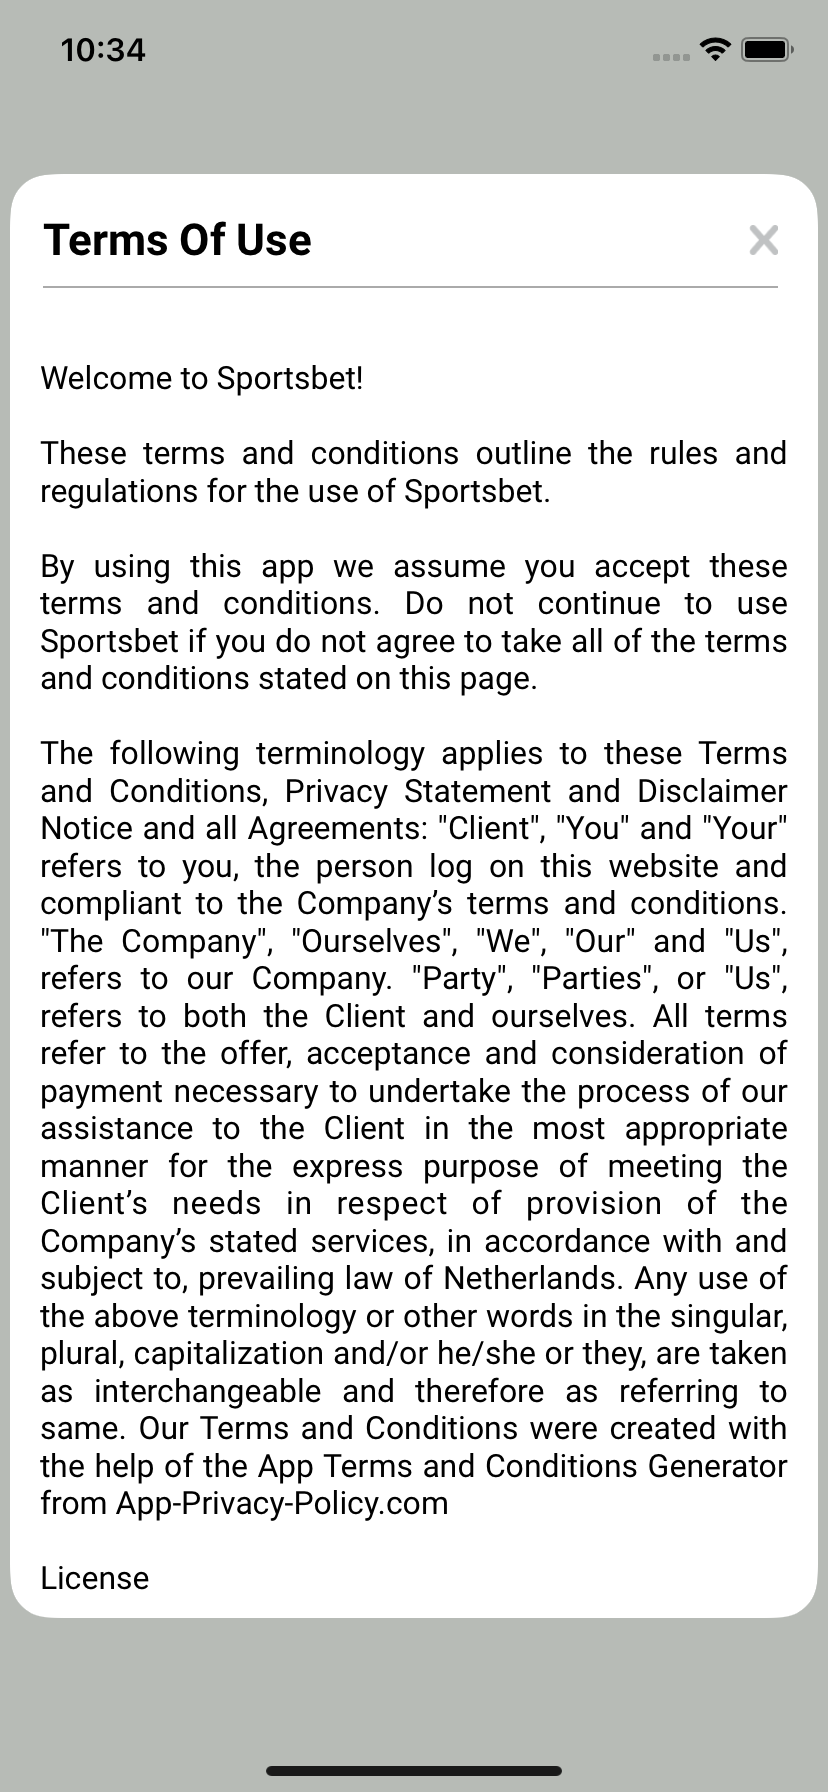 10:34
Terms Of Use
Welcome to Sportsbet!
These terms and conditions outline the rules and
regulations for the use of Sportsbet.
By using this app we assume you accept these
terms and conditions. Do not continue to use
Sportsbet if you do not agree to take all of the terms
and conditions stated on this page.
The following terminology applies to these Terms
and Conditions, Privacy Statement and Disclaimer
Notice and all Agreements: "Client", "You" and "Your"
refers to you, the person log on this website and
compliant to the Company’s terms and conditions.
"The Company", "Ourselves", "We", "Our" and "Us",
refers to our Company. "Party", "Parties", or "Us",
refers to both the Client and ourselves. All terms
refer to the offer, acceptance and consideration of
payment necessary to undertake the process of our
assistance to the Client in the most appropriate
manner for the express purpose of meeting the
Client’s needs in respect of provision of the
Company’s stated services, in accordance with and
subject to, prevailing law of Netherlands. Any use of
the above terminology or other words in the singular,
plural, capitalization and/or he/she or they, are taken
as interchangeable and therefore as referring to
same. Our Terms and Conditions were created with
the help of the App Terms and Conditions Generator
from App-Privacy-Policy.com
License